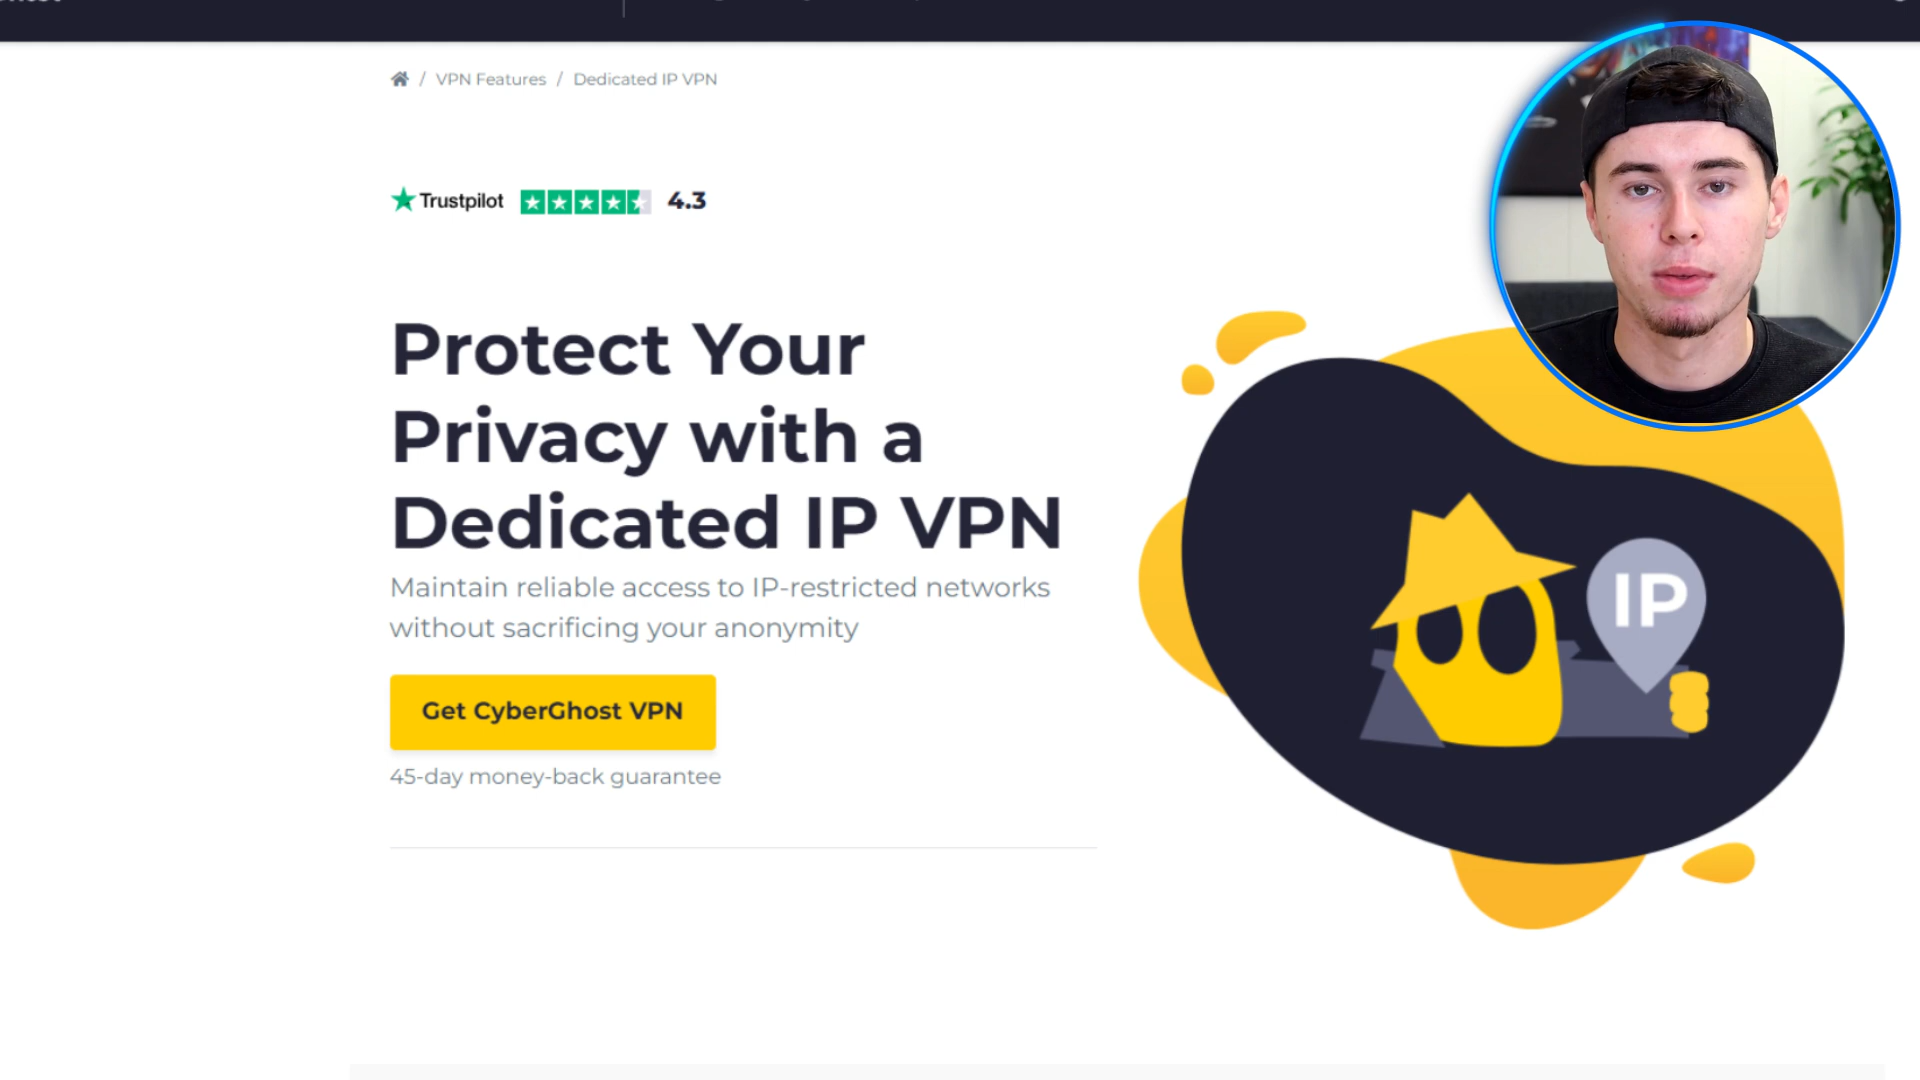 / VPN Features / Dedicated IP VPN
Trustpilot 4.3
Protect Your
Privacy with a
Dedicated IP VPN
Maintain reliable access to IP-restricted networks
without sacrificing your anonymity
Get CyberGhost VPN
45-day money-back guarantee
IP